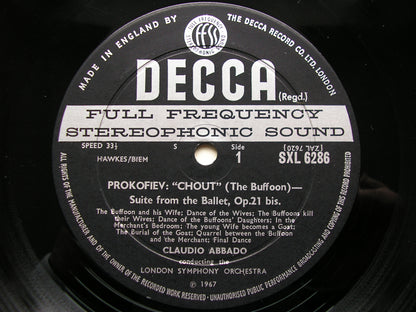 MADE IN ENGLAND BY THE DECCA RECORD CO. LTD. LONDON
FULL FREQUENCY
FFSS
DECCA
(Regd.)
FULL FREQUENCY
STEREOPHONIC SOUND
SPEED 33⅓
S
Side
(ZAL 7620)
HAWKES/BIEM
1
SXL 6286
PROKOFIEV: "CHOUT" (The Buffoon)—
Suite from the Ballet, Op.21 bis.
The Buffoon and his Wife; Dance of the Wives; The Buffoons kill
their Wives; Dance of the Buffoons' Daughters; In the
Merchant's Bedroom; The young Wife becomes a Goat;
The Burial of the Goat; Quarrel between the Buffoon
and the Merchant; Final Dance
CLAUDIO ABBADO
conducting the
LONDON SYMPHONY ORCHESTRA
℗ 1967
ALL RIGHTS OF THE MANUFACTURER AND OF THE OWNER OF THE RECORDED WORK RESERVED · UNAUTHORISED PUBLIC PERFORMANCE, BROADCASTING AND COPYING OF THIS RECORD PROHIBITED